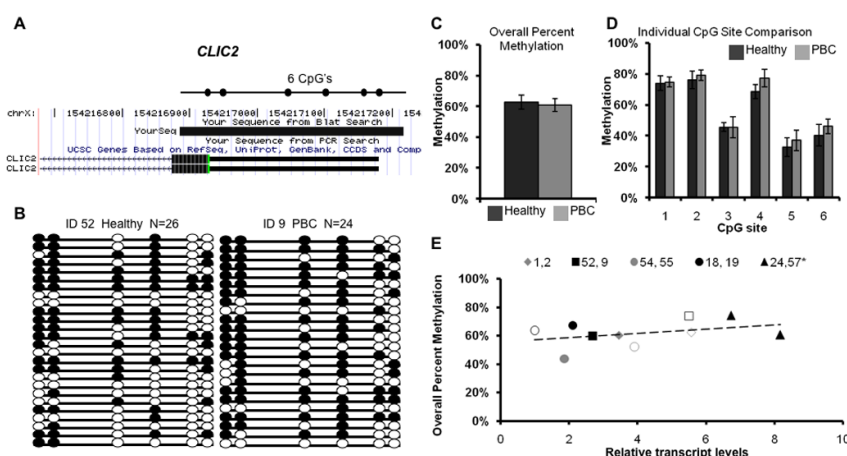 A
CLIC2
6 CpG's
chrX: | 154216800| 154216900| 154217000| 154217100| 154217200| 154
Your Sequence from Blat Search
YourSeq
Your Sequence from PCR Search
UCSC Genes Based on RefSeq, UniProt, GenBank, CCDS and Comp
CLIC2
CLIC2
B
ID 52 Healthy N=26
ID 9 PBC N=24
C
Overall Percent
Methylation
100%
80%
60%
40%
20%
0%
Methylation
Healthy PBC
D
Individual CpG Site Comparison
Healthy PBC
100%
80%
60%
40%
20%
0%
Methylation
1 2 3 4 5 6
CpG site
E
1,2 52, 9 54, 55 18, 19 24,57*
100%
80%
60%
40%
20%
0%
Overall Percent Methylation
0 2 4 6 8 10
Relative transcript levels